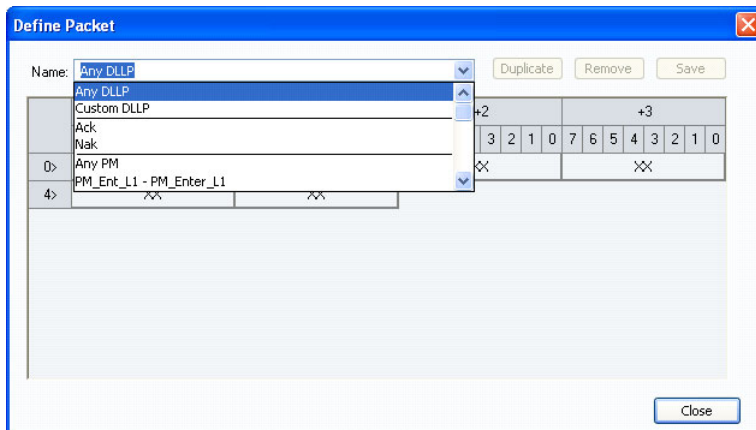 Define Packet
Name: Any DLLP Duplicate Remove Save
Any DLLP
Custom DLLP
Ack
Nak
Any PM
PM_Ent_L1 - PM_Enter_L1
+2 +3
3 2 1 0 7 6 5 4 3 2 1 0
0> XX XX
4> XX XX
Close